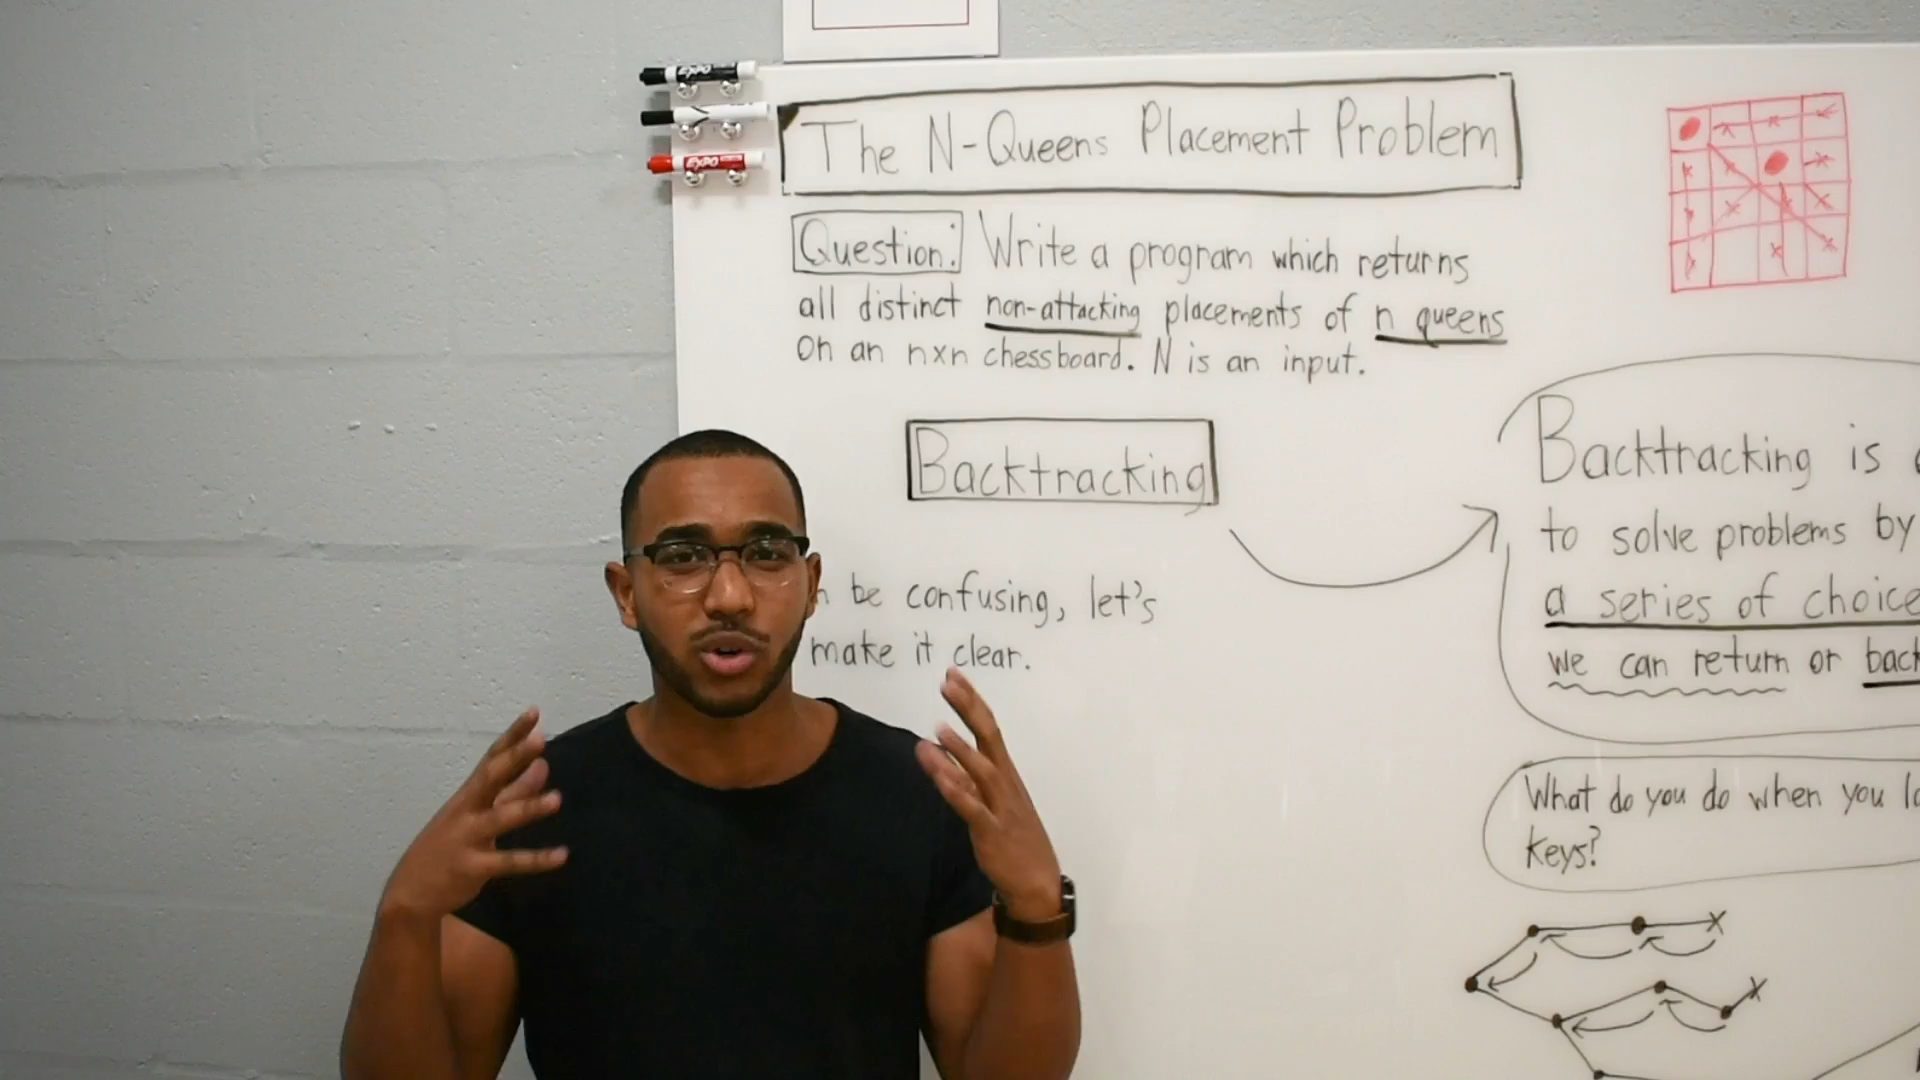 EXPO
EXPO
The N-Queens Placement Problem
Question: Write a program which returns
all distinct non-attacking placements of n queens
on an nxn chessboard. N is an input.
Backtracking
be confusing, let's
make it clear.
Backtracking is
to solve problems by
a series of choice
we can return or back
What do you do when you
keys?